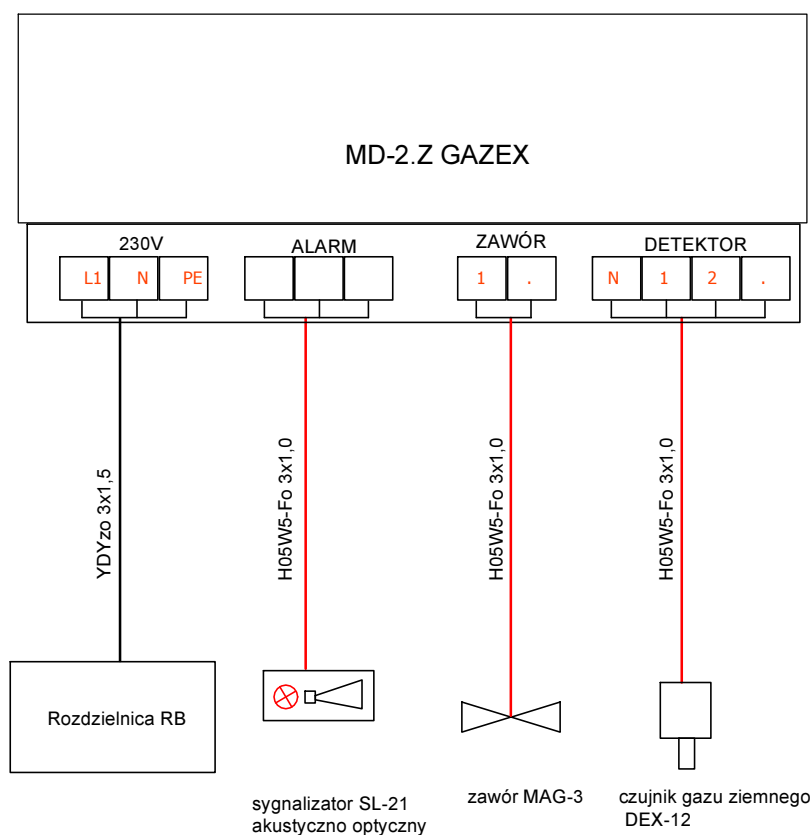 MD-2.Z GAZEX
230V
ALARM
ZAWÓR
DETEKTOR
L1 N PE
1 .
N 1 2 .
YDYzo 3x1,5
H05W5-Fo 3x1,0
H05W5-Fo 3x1,0
H05W5-Fo 3x1,0
Rozdzielnica RB
sygnalizator SL-21
akustyczno optyczny
zawór MAG-3
czujnik gazu ziemnego
DEX-12